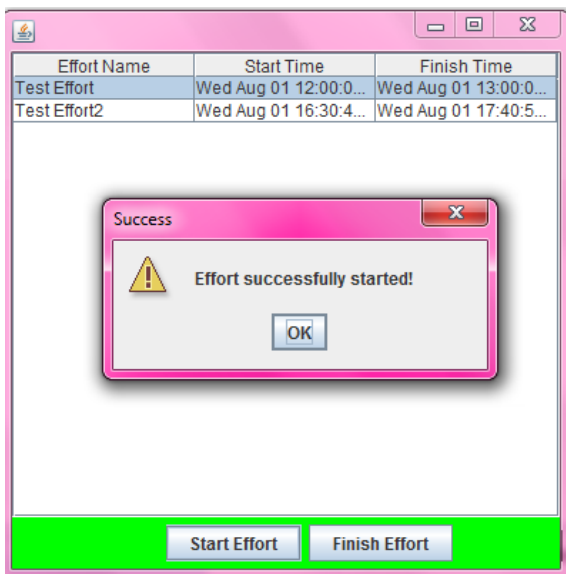 Effort Name Start Time Finish Time
Test Effort Wed Aug 01 12:00:0... Wed Aug 01 13:00:0...
Test Effort2 Wed Aug 01 16:30:4... Wed Aug 01 17:40:5...
Success
Effort successfully started!
OK
Start Effort Finish Effort